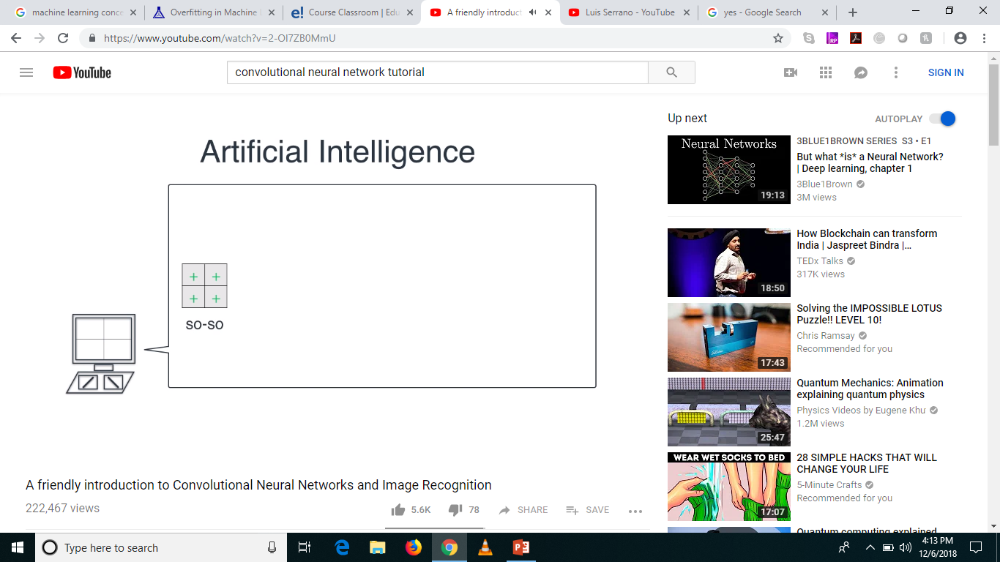 machine learning conce
Overfitting in Machine
Course Classroom | Edu
A friendly introduct
Luis Serrano - YouTube
yes - Google Search
https://www.youtube.com/watch?v=2-Ol7ZB0MmU
YouTube
convolutional neural network tutorial
SIGN IN
Artificial Intelligence
+ +
+ +
SO-SO
A friendly introduction to Convolutional Neural Networks and Image Recognition
222,467 views
5.6K
78
SHARE
SAVE
Up next
AUTOPLAY
Neural Networks
19:13
3BLUE1BROWN SERIES S3 • E1
But what *is* a Neural Network?
| Deep learning, chapter 1
3Blue1Brown
3M views
18:50
How Blockchain can transform
India | Jaspreet Bindra |...
TEDx Talks
317K views
17:43
Solving the IMPOSSIBLE LOTUS
Puzzle!! LEVEL 10!
Chris Ramsay
Recommended for you
25:47
Quantum Mechanics: Animation
explaining quantum physics
Physics Videos by Eugene Khu
1.2M views
WEAR WET SOCKS TO BED
17:07
28 SIMPLE HACKS THAT WILL
CHANGE YOUR LIFE
5-Minute Crafts
Recommended for you
Quantum computing explained
Type here to search
4:13 PM
12/6/2018